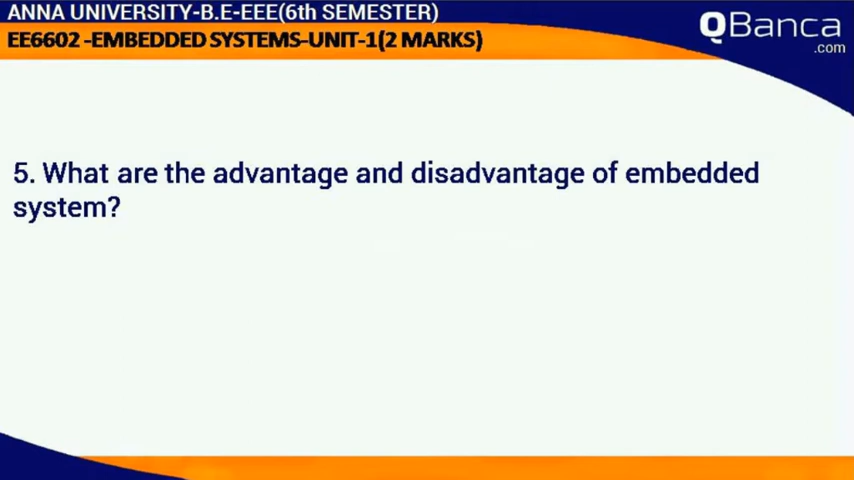 ANNA UNIVERSITY-B.E-EEE(6th SEMESTER)
EE6602 -EMBEDDED SYSTEMS-UNIT-1(2 MARKS)
QBanca
.com
5. What are the advantage and disadvantage of embedded
system?